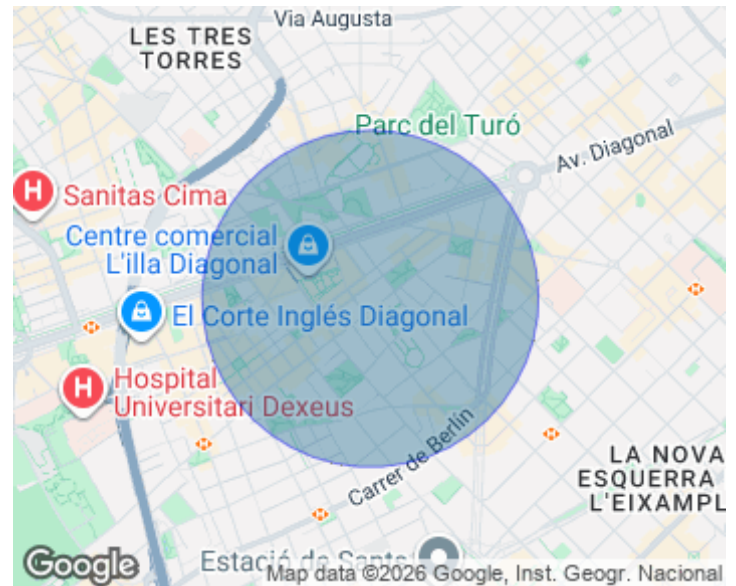 Via Augusta
LES TRES
TORRES
Parc del Turó
Av. Diagonal
H
Sanitas Cima
Centre comercial
L'illa Diagonal
El Corte Inglés Diagonal
H
Hospital
Universitari Dexeus
Carrer de Berlín
LA NOVA
ESQUERRA
L'EIXAMPL
Google
Estació de Sants
Map data ©2026 Google, Inst. Geogr. Nacional